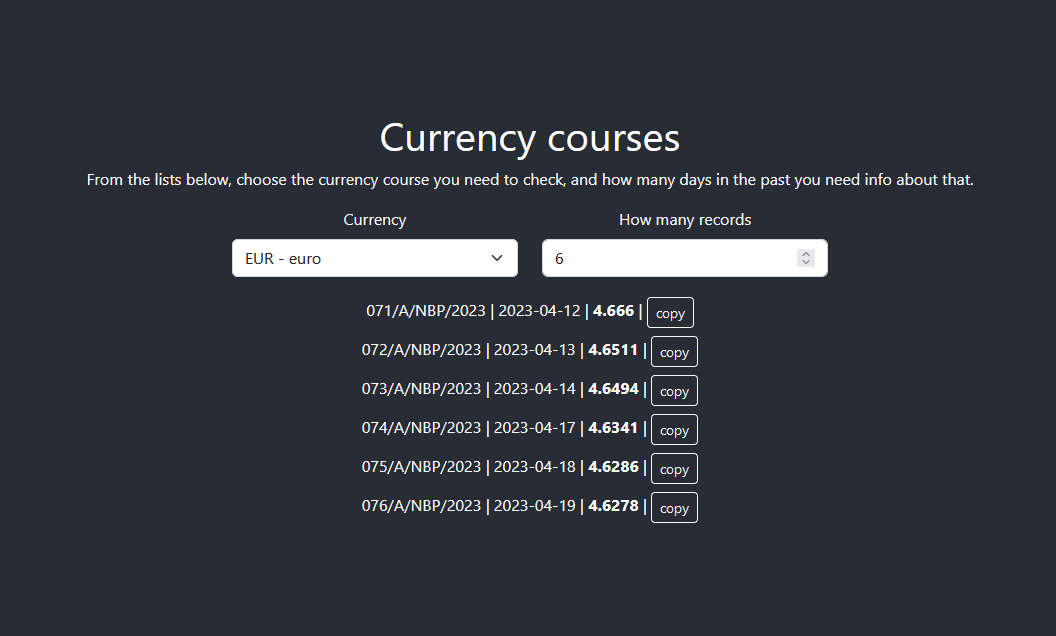 Currency courses
From the lists below, choose the currency course you need to check, and how many days in the past you need info about that.
Currency How many records
EUR - euro 6
071/A/NBP/2023 | 2023-04-12 | 4.666 | copy
072/A/NBP/2023 | 2023-04-13 | 4.6511 | copy
073/A/NBP/2023 | 2023-04-14 | 4.6494 | copy
074/A/NBP/2023 | 2023-04-17 | 4.6341 | copy
075/A/NBP/2023 | 2023-04-18 | 4.6286 | copy
076/A/NBP/2023 | 2023-04-19 | 4.6278 | copy